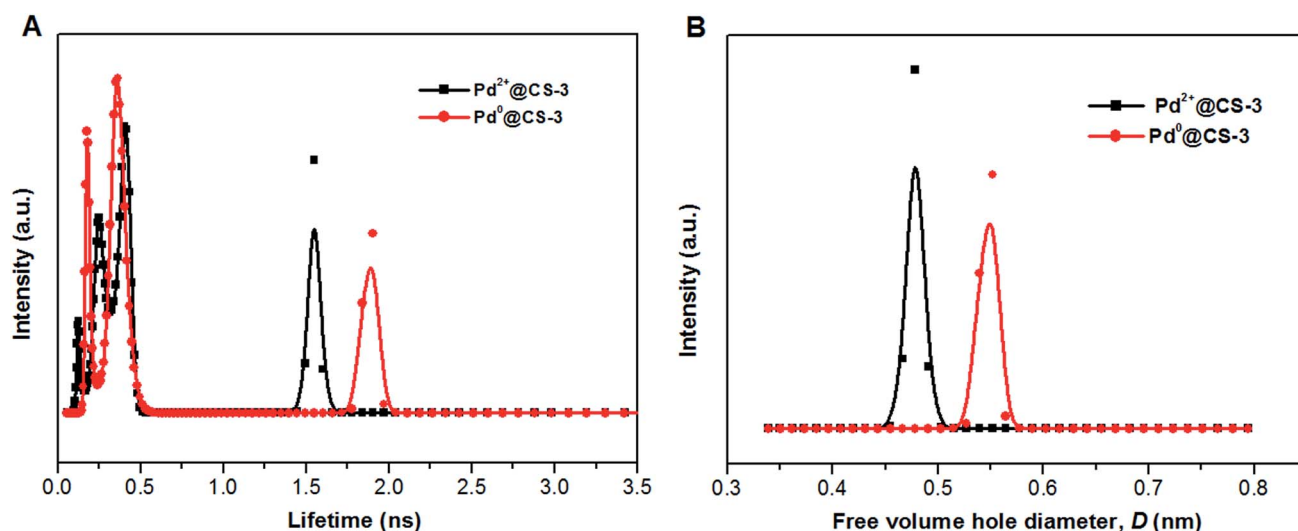 A
Pd²⁺@CS-3
Pd⁰@CS-3
Intensity (a.u.)
0.0 0.5 1.0 1.5 2.0 2.5 3.0 3.5
Lifetime (ns)
B
Pd²⁺@CS-3
Pd⁰@CS-3
Intensity (a.u.)
0.3 0.4 0.5 0.6 0.7 0.8
Free volume hole diameter, D (nm)